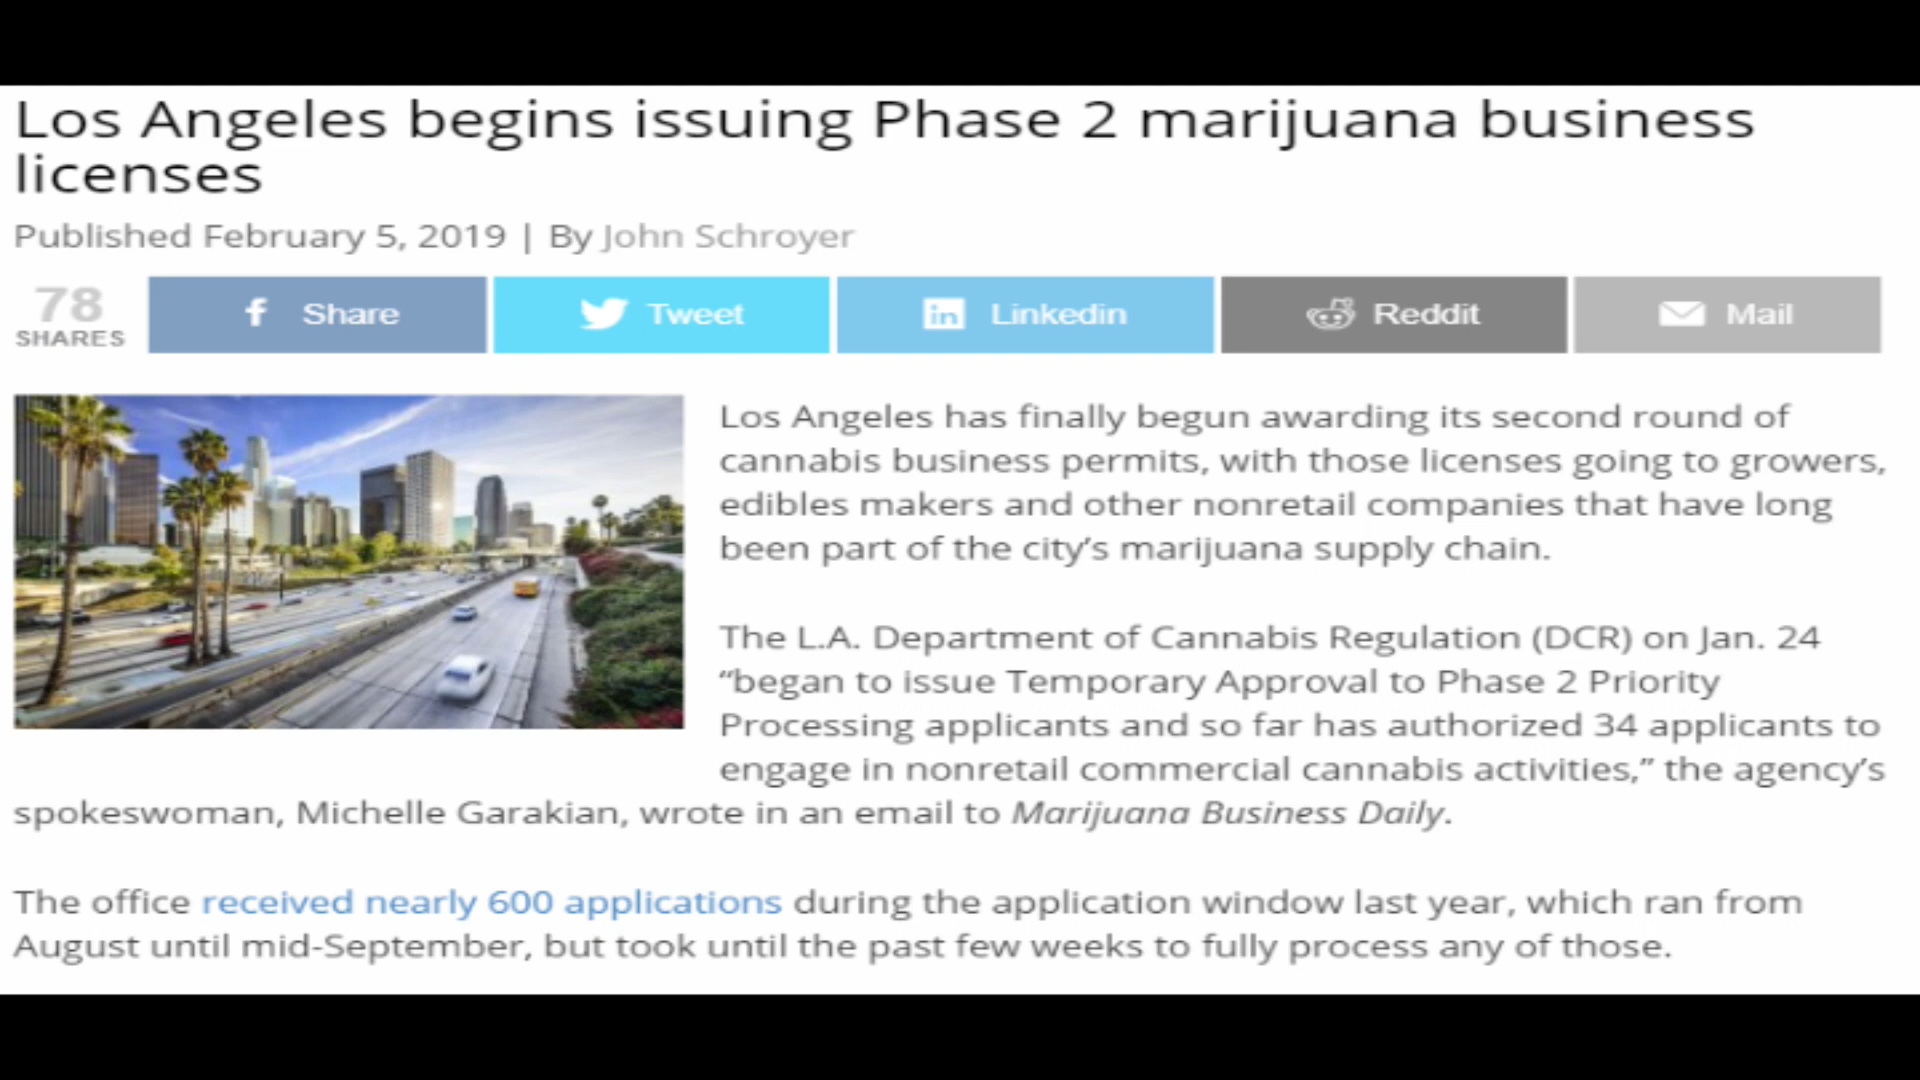 Los Angeles begins issuing Phase 2 marijuana business
licenses
Published February 5, 2019 | By John Schroyer
78
SHARES
Share
Tweet
Linkedin
Reddit
Mail
Los Angeles has finally begun awarding its second round of
cannabis business permits, with those licenses going to growers,
edibles makers and other nonretail companies that have long
been part of the city’s marijuana supply chain.
The L.A. Department of Cannabis Regulation (DCR) on Jan. 24
“began to issue Temporary Approval to Phase 2 Priority
Processing applicants and so far has authorized 34 applicants to
engage in nonretail commercial cannabis activities,” the agency’s
spokeswoman, Michelle Garakian, wrote in an email to Marijuana Business Daily.
The office received nearly 600 applications during the application window last year, which ran from
August until mid-September, but took until the past few weeks to fully process any of those.